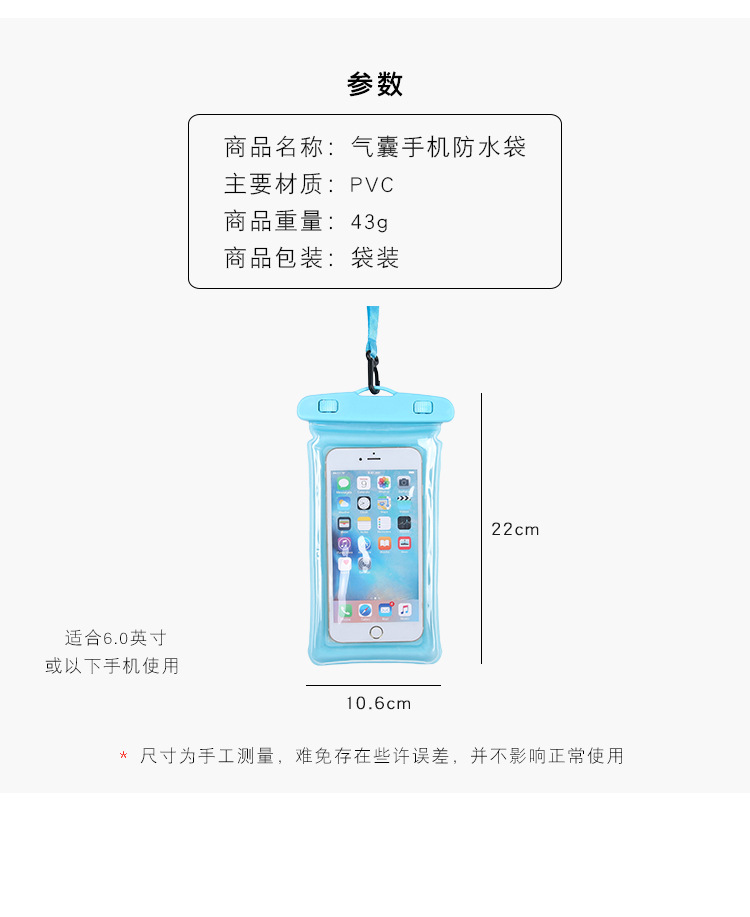 参数
商品名称：气囊手机防水袋
主要材质：PVC
商品重量：43g
商品包装：袋装
22cm
适合6.0英寸
或以下手机使用
10.6cm
* 尺寸为手工测量，难免存在些许误差，并不影响正常使用